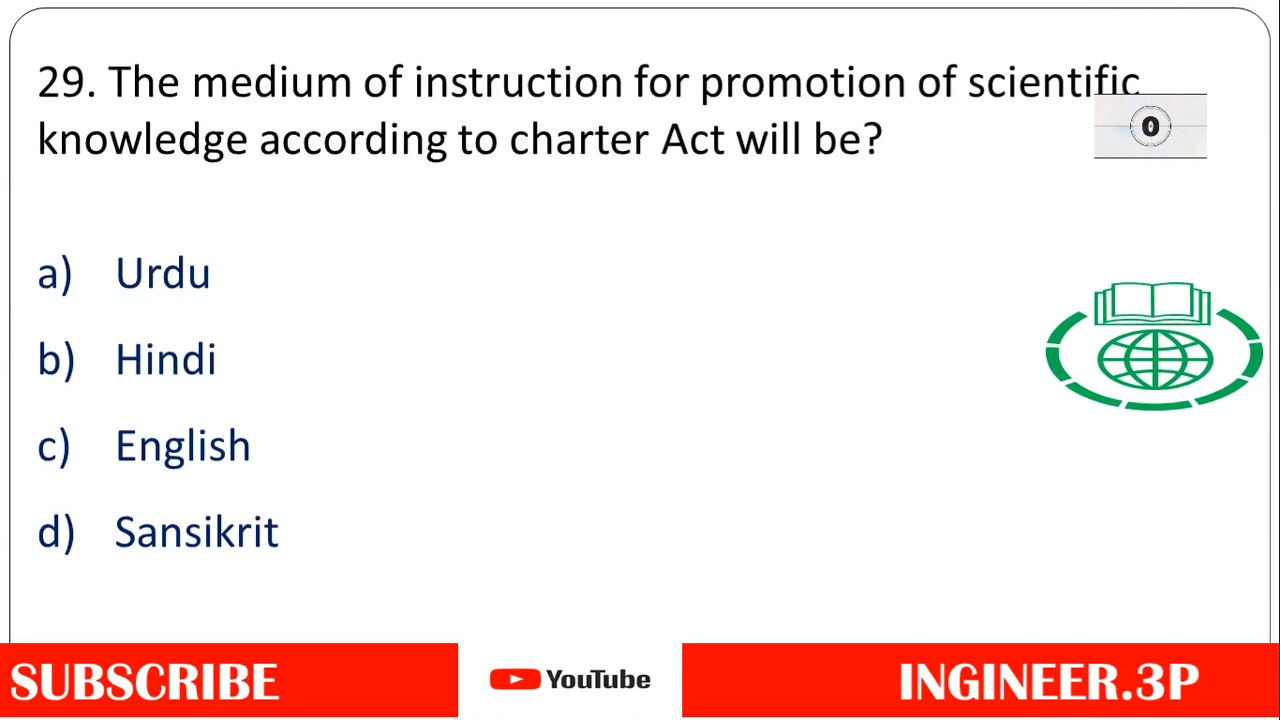 29. The medium of instruction for promotion of scientific
knowledge according to charter Act will be?
0
a) Urdu
b) Hindi
c) English
d) Sansikrit
SUBSCRIBE
YouTube
INGINEER.3P